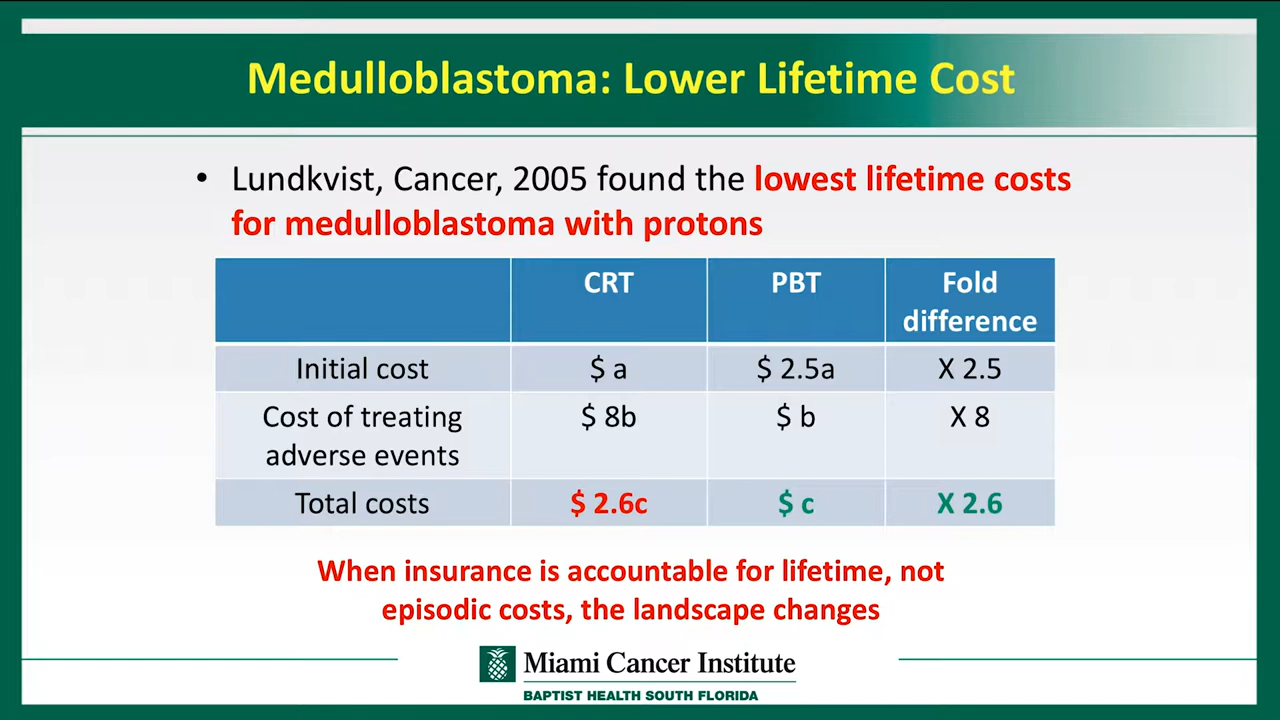 Medulloblastoma: Lower Lifetime Cost
• Lundkvist, Cancer, 2005 found the lowest lifetime costs
for medulloblastoma with protons
CRT PBT Fold
difference
Initial cost $ a $ 2.5a X 2.5
Cost of treating $ 8b $ b X 8
adverse events
Total costs $ 2.6c $ c X 2.6
When insurance is accountable for lifetime, not
episodic costs, the landscape changes
Miami Cancer Institute
BAPTIST HEALTH SOUTH FLORIDA